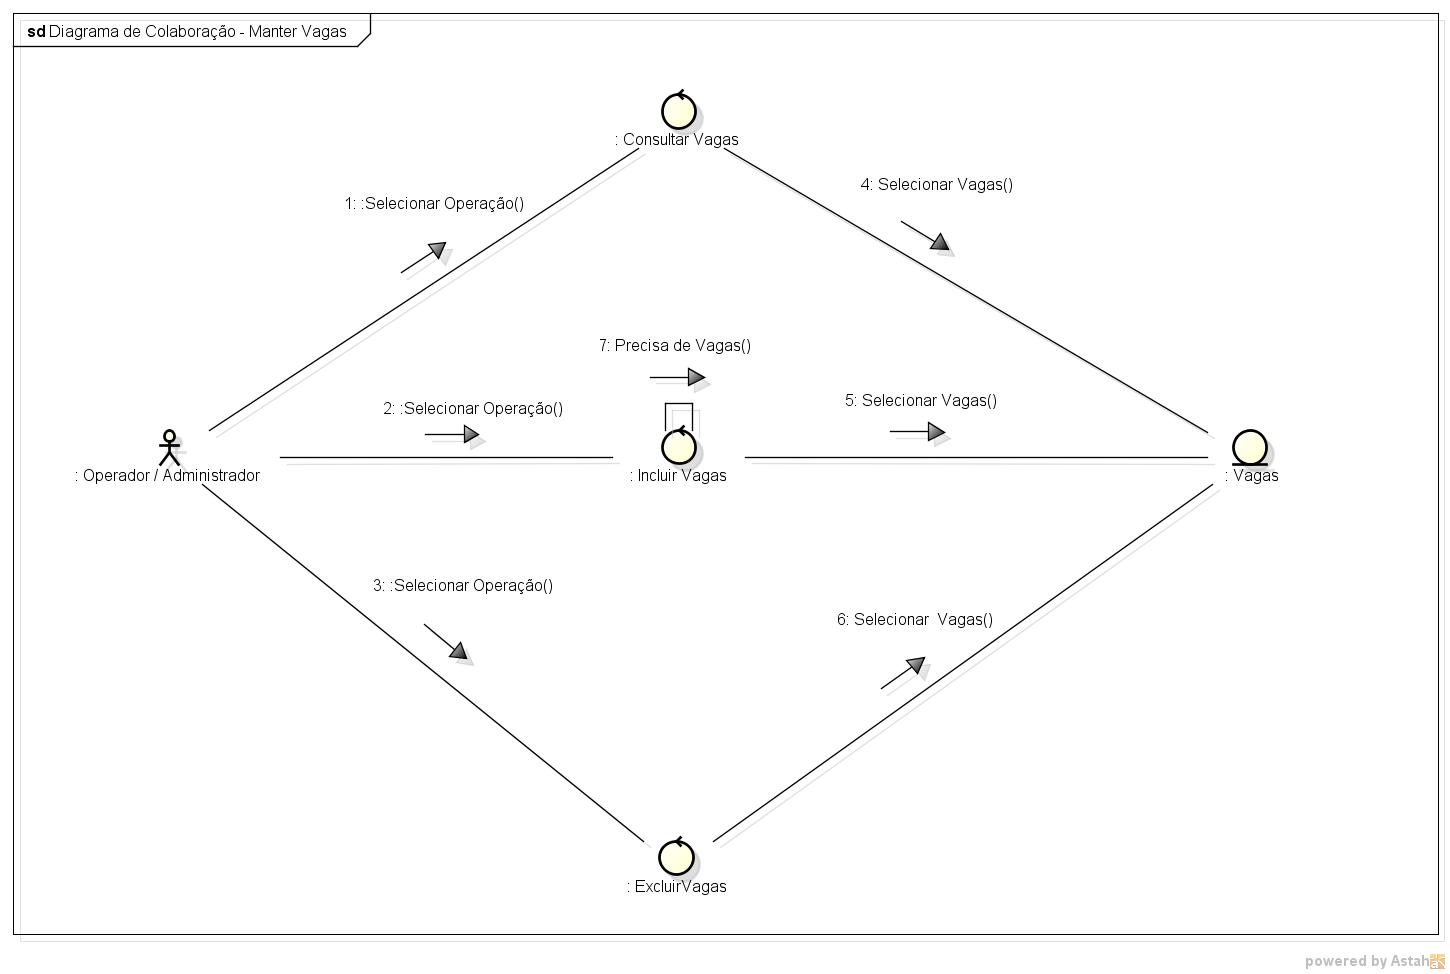 sd Diagrama de Colaboração - Manter Vagas
: Consultar Vagas
4: Selecionar Vagas()
1: :Selecionar Operação()
7: Precisa de Vagas()
2: :Selecionar Operação()
5: Selecionar Vagas()
: Operador / Administrador
: Incluir Vagas
: Vagas
3: :Selecionar Operação()
6: Selecionar  Vagas()
: ExcluirVagas
powered by Astah